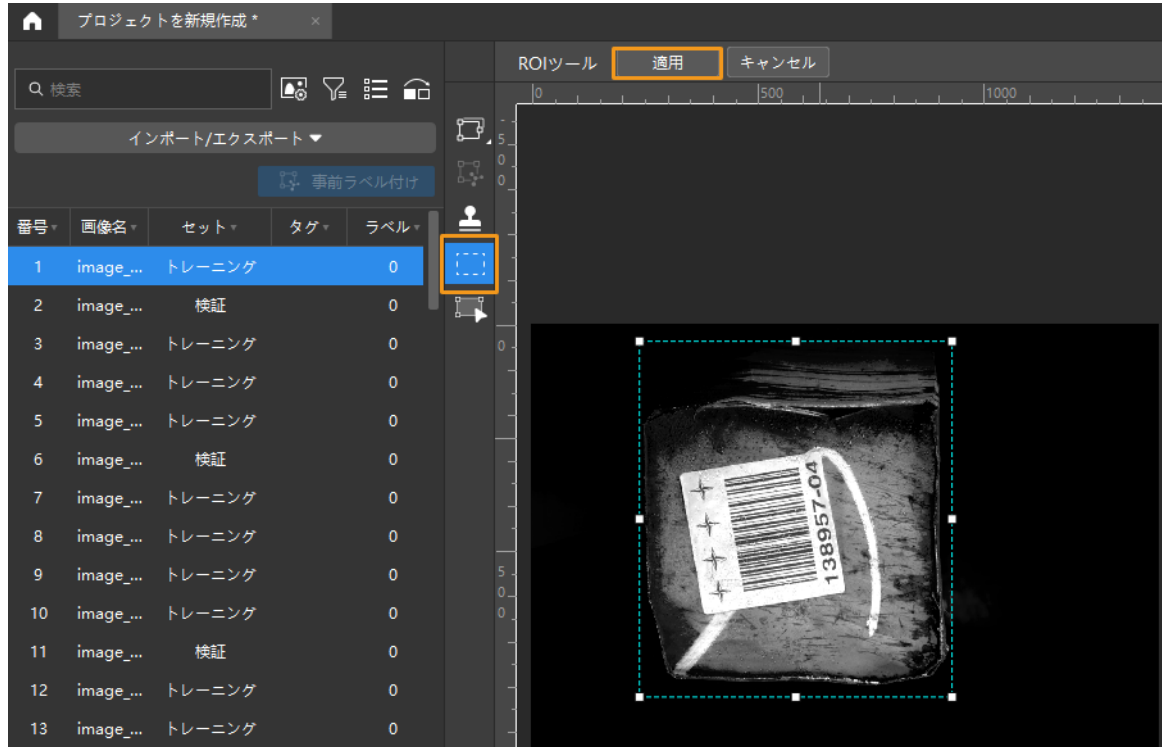 プロジェクトを新規作成 * ×
ROIツール 適用 キャンセル
検索
インポート/エクスポート
事前ラベル付け
番号 画像名 セット タグ ラベル
1 image_... トレーニング 0
2 image_... 検証 0
3 image_... トレーニング 0
4 image_... トレーニング 0
5 image_... トレーニング 0
6 image_... 検証 0
7 image_... トレーニング 0
8 image_... トレーニング 0
9 image_... トレーニング 0
10 image_... トレーニング 0
11 image_... 検証 0
12 image_... トレーニング 0
13 image_... トレーニング 0
0 500 1000
-500
0
500
138957-04